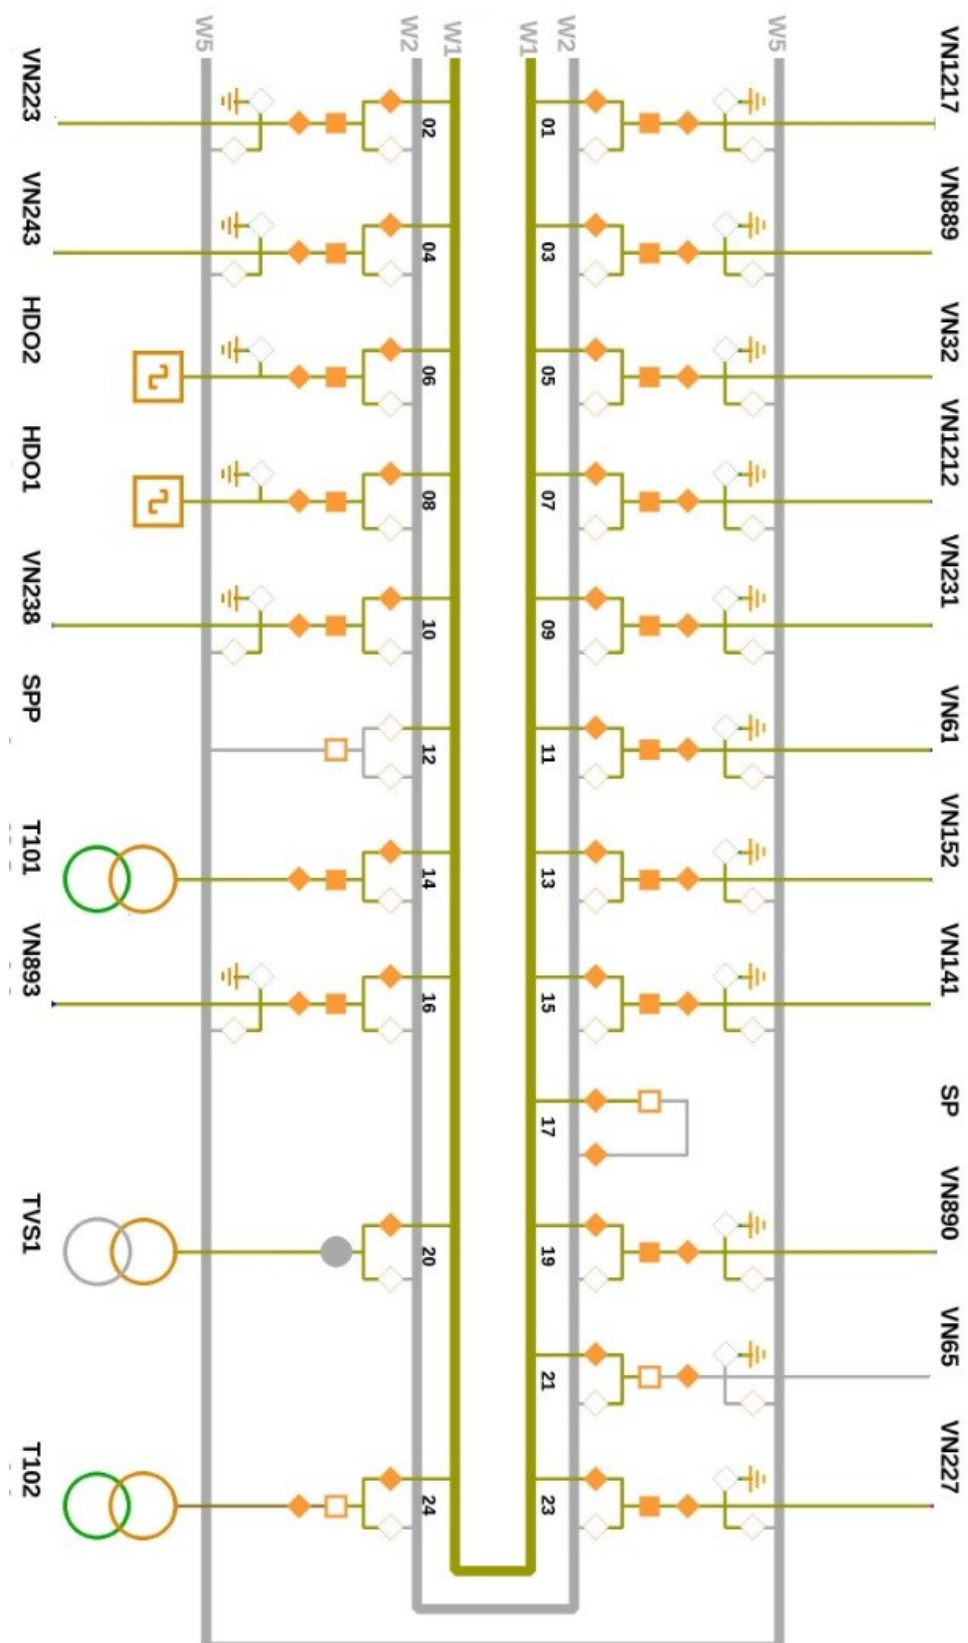 W5
W2
W1
W1
W2
W5
VN223
02
01
VN1217
VN243
04
03
VN889
HDO2
06
05
VN32
HDO1
08
07
VN1212
VN238
10
09
VN231
SPP
12
11
VN61
T101
14
13
VN152
VN893
16
15
VN141
17
SP
TVS1
20
19
VN890
21
VN65
T102
24
23
VN227